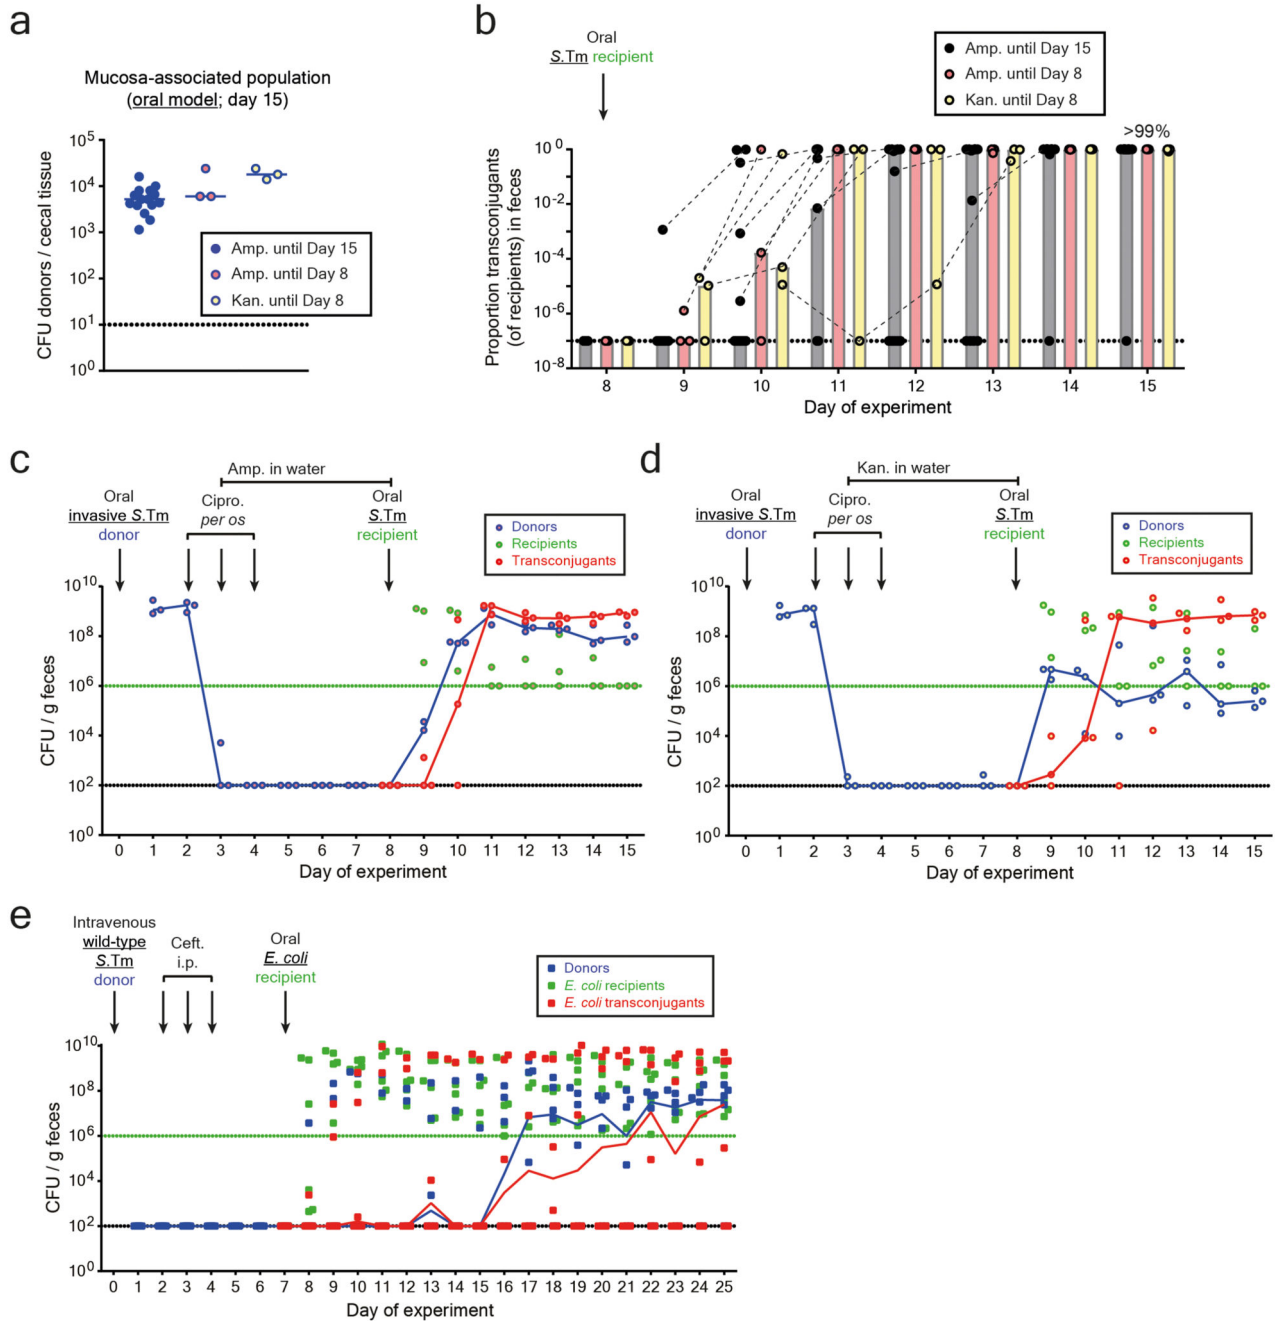 a
Mucosa-associated population
(oral model; day 15)
CFU donors / cecal tissue
10^5
10^4
10^3
10^2
10^1
10^0
Amp. until Day 15
Amp. until Day 8
Kan. until Day 8
b
Oral
S.Tm recipient
Amp. until Day 15
Amp. until Day 8
Kan. until Day 8
>99%
Proportion transconjugants
(of recipients) in feces
10^0
10^-2
10^-4
10^-6
10^-8
8 9 10 11 12 13 14 15
Day of experiment
c
Amp. in water
Oral
invasive S.Tm
donor
Cipro.
per os
Oral
S.Tm
recipient
Donors
Recipients
Transconjugants
CFU / g feces
10^10
10^8
10^6
10^4
10^2
10^0
0 1 2 3 4 5 6 7 8 9 10 11 12 13 14 15
Day of experiment
d
Kan. in water
Oral
invasive S.Tm
donor
Cipro.
per os
Oral
S.Tm
recipient
Donors
Recipients
Transconjugants
CFU / g feces
10^10
10^8
10^6
10^4
10^2
10^0
0 1 2 3 4 5 6 7 8 9 10 11 12 13 14 15
Day of experiment
e
Intravenous
wild-type
S.Tm
donor
Ceft.
i.p.
Oral
E. coli
recipient
Donors
E. coli recipients
E. coli transconjugants
CFU / g feces
10^10
10^8
10^6
10^4
10^2
10^0
0 1 2 3 4 5 6 7 8 9 10 11 12 13 14 15 16 17 18 19 20 21 22 23 24 25
Day of experiment